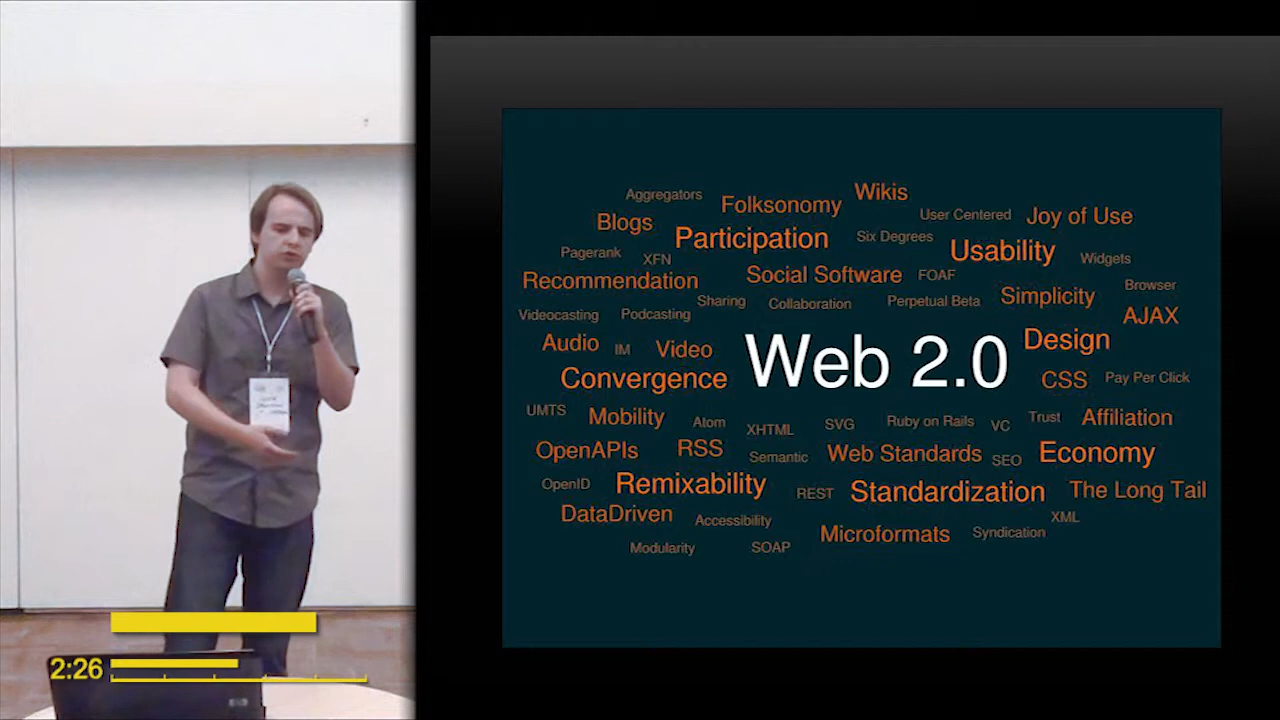 Aggregators
Folksonomy
Wikis
Blogs
User Centered
Joy of Use
Participation
Six Degrees
Usability
Pagerank
XFN
Widgets
Recommendation
Social Software
FOAF
Browser
Sharing
Collaboration
Perpetual Beta
Simplicity
Videocasting
Podcasting
AJAX
Audio
IM
Video
Web 2.0
Design
Convergence
CSS
Pay Per Click
UMTS
Mobility
Atom
XHTML
SVG
Ruby on Rails
VC
Trust
Affiliation
OpenAPIs
RSS
Semantic
Web Standards
SEO
Economy
OpenID
Remixability
REST
Standardization
The Long Tail
DataDriven
Accessibility
XML
Microformats
Syndication
Modularity
SOAP
2:26